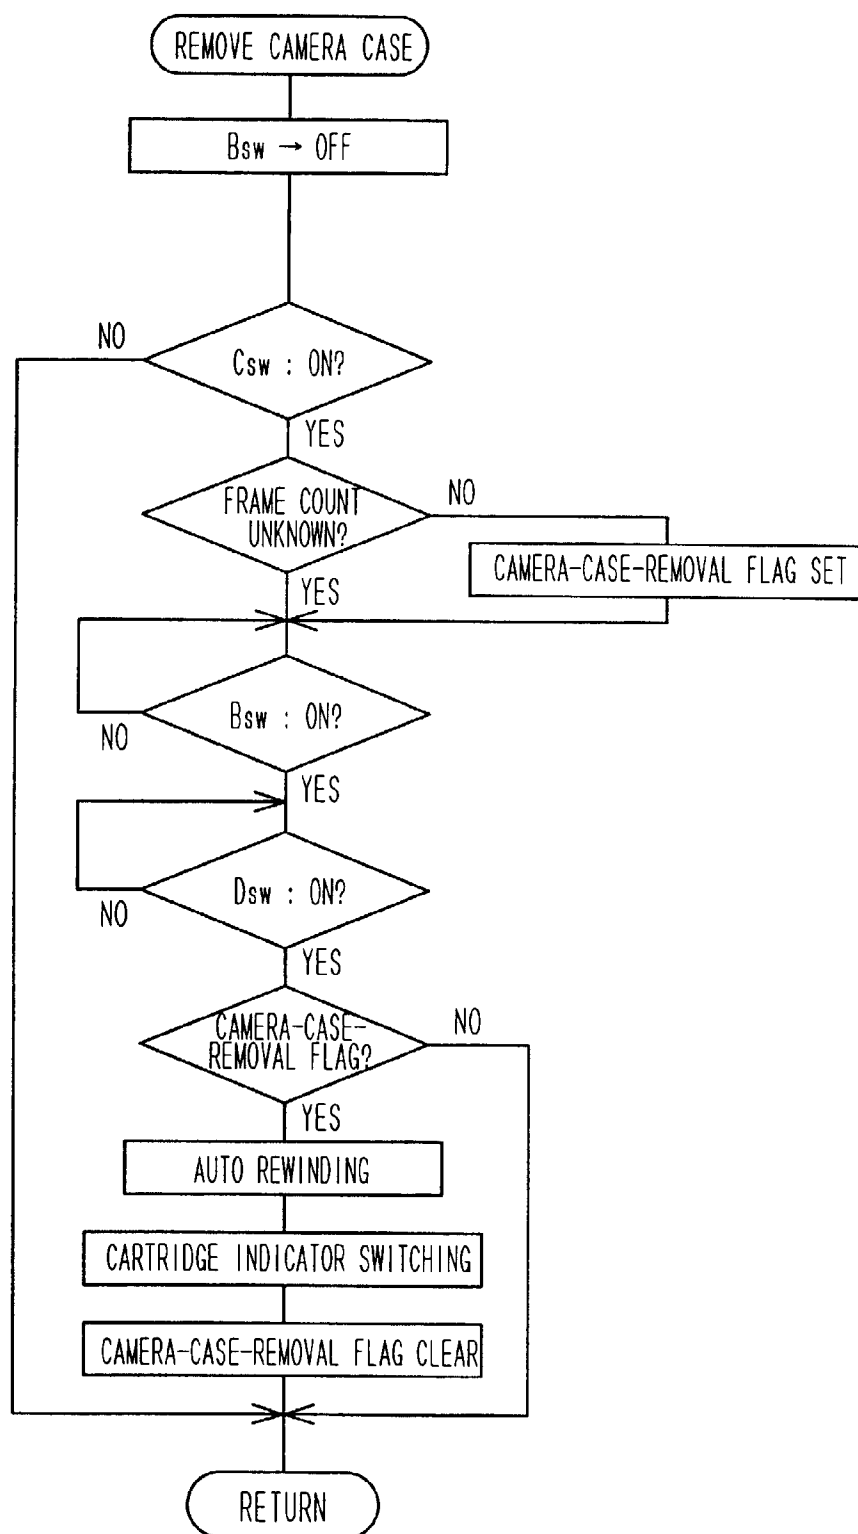 REMOVE CAMERA CASE
Bsw → OFF
NO
Csw : ON?
YES
FRAME COUNT
UNKNOWN?
NO
CAMERA-CASE-REMOVAL FLAG SET
YES
Bsw : ON?
NO
YES
Dsw : ON?
NO
YES
CAMERA-CASE-
REMOVAL FLAG?
NO
YES
AUTO REWINDING
CARTRIDGE INDICATOR SWITCHING
CAMERA-CASE-REMOVAL FLAG CLEAR
RETURN